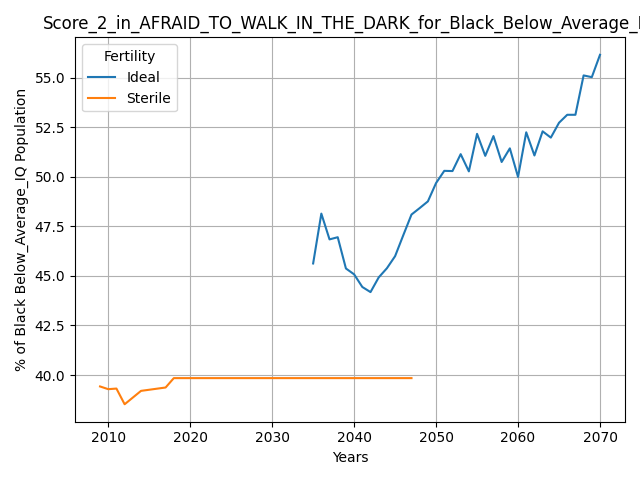 Score_2_in_AFRAID_TO_WALK_IN_THE_DARK_for_Black_Below_Average_
Fertility
Ideal
Sterile
% of Black Below_Average_IQ Population
55.0
52.5
50.0
47.5
45.0
42.5
40.0
2010 2020 2030 2040 2050 2060 2070
Years